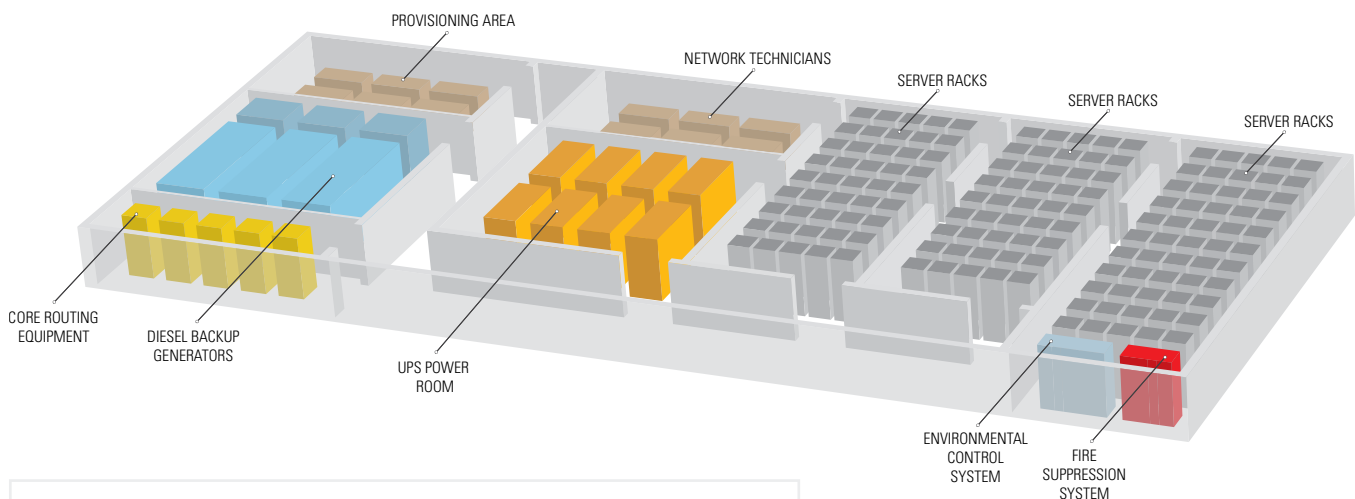 PROVISIONING AREA
NETWORK TECHNICIANS
SERVER RACKS
SERVER RACKS
SERVER RACKS
CORE ROUTING
EQUIPMENT
DIESEL BACKUP
GENERATORS
UPS POWER
ROOM
ENVIRONMENTAL
CONTROL
SYSTEM
FIRE
SUPPRESSION
SYSTEM